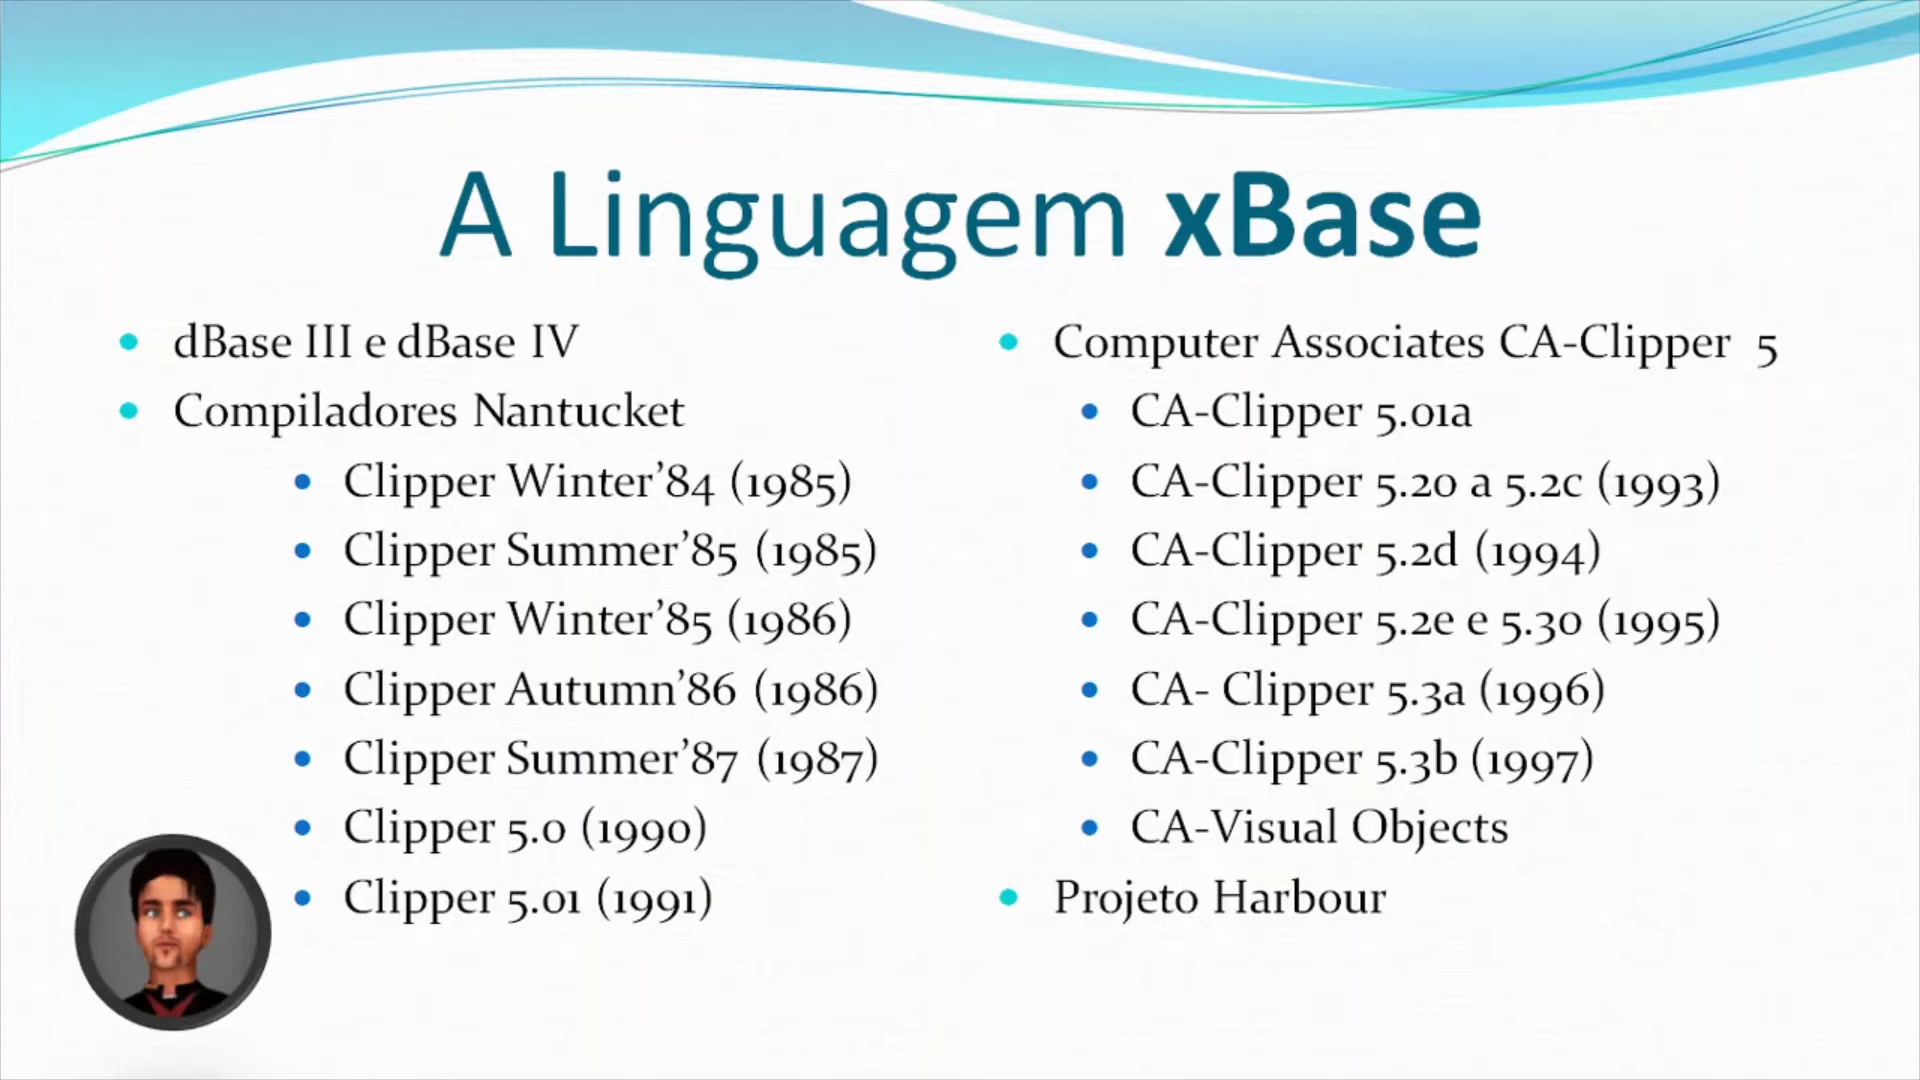 A Linguagem xBase
dBase III e dBase IV
Compiladores Nantucket
Clipper Winter’84 (1985)
Clipper Summer’85 (1985)
Clipper Winter’85 (1986)
Clipper Autumn’86 (1986)
Clipper Summer’87 (1987)
Clipper 5.0 (1990)
Clipper 5.01 (1991)
Computer Associates CA-Clipper 5
CA-Clipper 5.01a
CA-Clipper 5.20 a 5.2c (1993)
CA-Clipper 5.2d (1994)
CA-Clipper 5.2e e 5.30 (1995)
CA- Clipper 5.3a (1996)
CA-Clipper 5.3b (1997)
CA-Visual Objects
Projeto Harbour